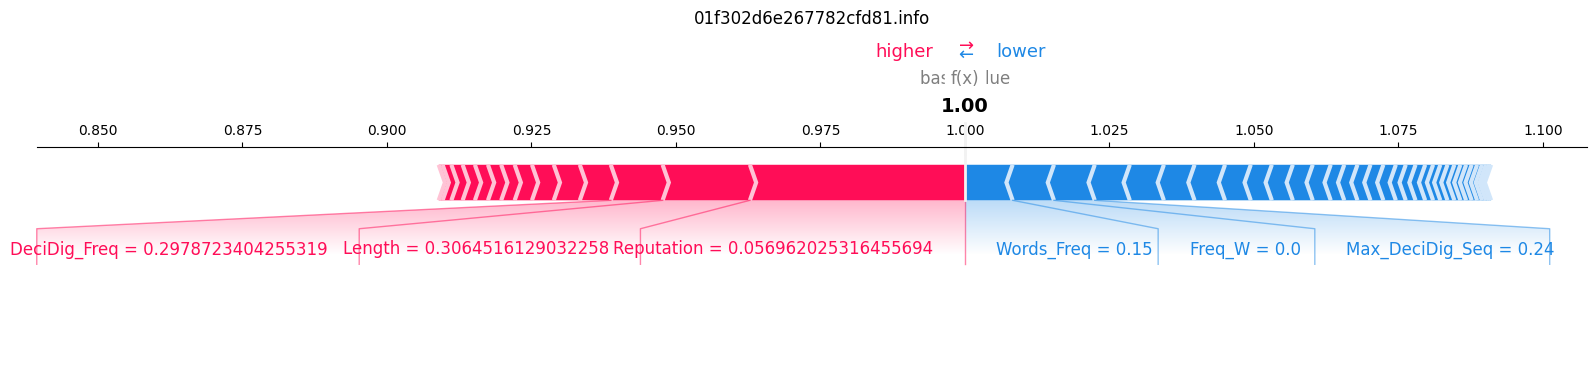 01f302d6e267782cfd81.info
higher ⇄ lower
bas f(x) lue
1.00
0.850 0.875 0.900 0.925 0.950 0.975 1.000 1.025 1.050 1.075 1.100
DeciDig_Freq = 0.2978723404255319 Length = 0.3064516129032258 Reputation = 0.056962025316455694 Words_Freq = 0.15 Freq_W = 0.0 Max_DeciDig_Seq = 0.24